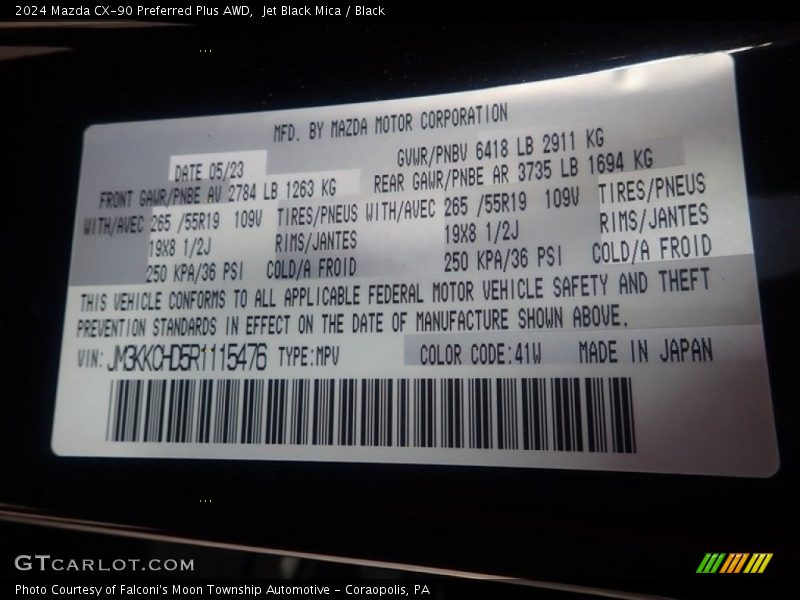 2024 Mazda CX-90 Preferred Plus AWD, Jet Black Mica / Black
MFD. BY MAZDA MOTOR CORPORATION
DATE 05/23 GVWR/PNBV 6418 LB 2911 KG
FRONT GAWR/PNBE AV 2784 LB 1263 KG REAR GAWR/PNBE AR 3735 LB 1694 KG
WITH/AVEC 265 /55R19 109V TIRES/PNEUS WITH/AVEC 265 /55R19 109V TIRES/PNEUS
19X8 1/2J RIMS/JANTES 19X8 1/2J RIMS/JANTES
250 KPA/36 PSI COLD/A FROID 250 KPA/36 PSI COLD/A FROID
THIS VEHICLE CONFORMS TO ALL APPLICABLE FEDERAL MOTOR VEHICLE SAFETY AND THEFT
PREVENTION STANDARDS IN EFFECT ON THE DATE OF MANUFACTURE SHOWN ABOVE.
VIN: JM3KKCHD5R1115476 TYPE:MPV COLOR CODE:41W MADE IN JAPAN
GTCARLOT.COM
Photo Courtesy of Falconi's Moon Township Automotive - Coraopolis, PA